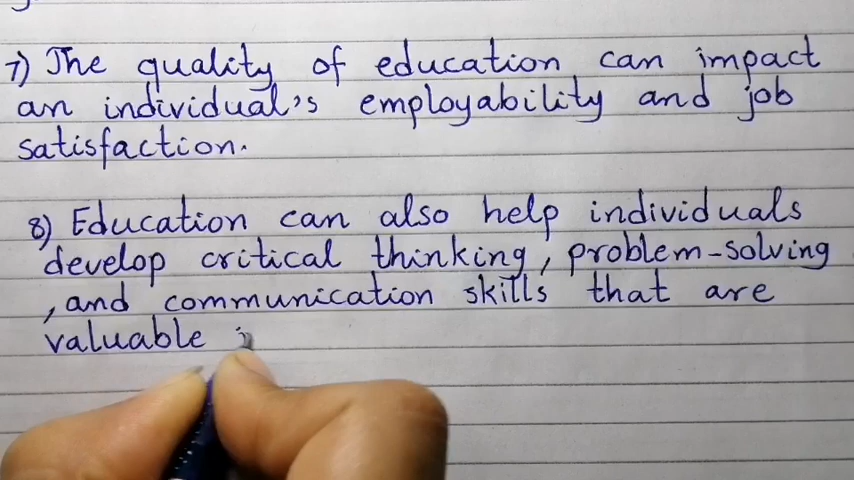 7) The quality of education can impact
an individual's employability and job
satisfaction.
8) Education can also help individuals
develop critical thinking, problem-solving
, and communication skills that are
valuable